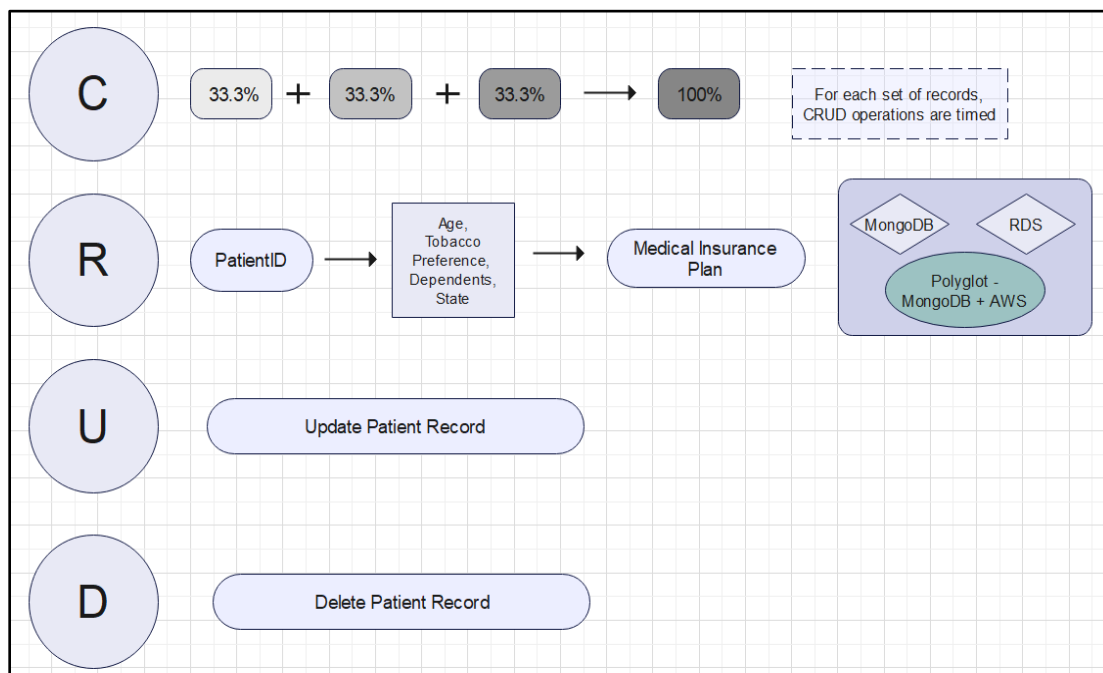 C
33.3% + 33.3% + 33.3% 100%
For each set of records,
CRUD operations are timed
R
PatientID
Age,
Tobacco
Preference,
Dependents,
State
Medical Insurance
Plan
MongoDB
RDS
Polyglot -
MongoDB + AWS
U
Update Patient Record
D
Delete Patient Record